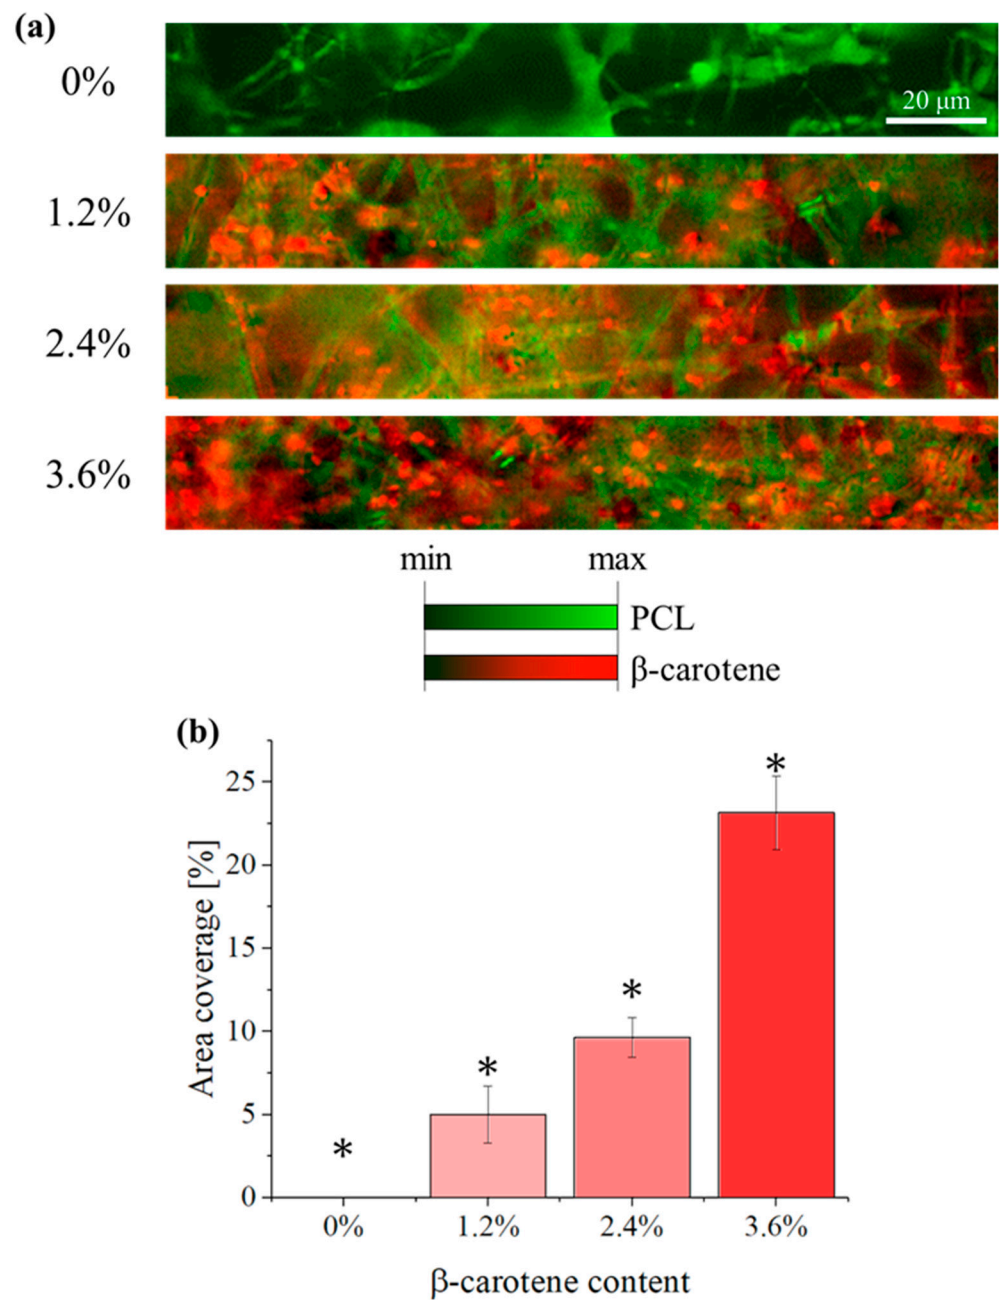 (a)
0%
20 μm
1.2%
2.4%
3.6%
min max
PCL
β-carotene
(b)
*
25
20
15
10
5
0
Area coverage [%]
*
*
*
0% 1.2% 2.4% 3.6%
β-carotene content